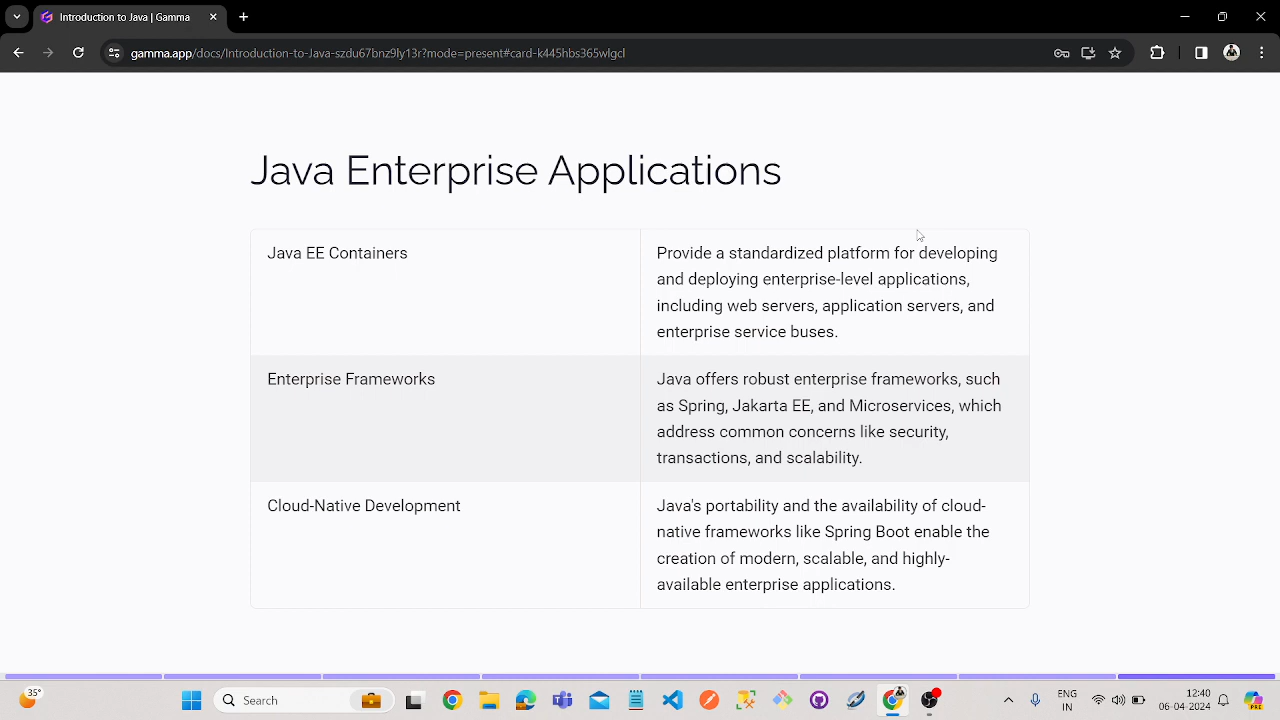 Introduction to Java | Gamma
gamma.app/docs/Introduction-to-Java-szdu67bnz9ly13r?mode=present#card-k445hbs365wlgcl
Java Enterprise Applications
Java EE Containers
Provide a standardized platform for developing
and deploying enterprise-level applications,
including web servers, application servers, and
enterprise service buses.
Enterprise Frameworks
Java offers robust enterprise frameworks, such
as Spring, Jakarta EE, and Microservices, which
address common concerns like security,
transactions, and scalability.
Cloud-Native Development
Java's portability and the availability of cloud-
native frameworks like Spring Boot enable the
creation of modern, scalable, and highly-
available enterprise applications.
35°
Search
ENG
IN
12:40
06-04-2024
PRE